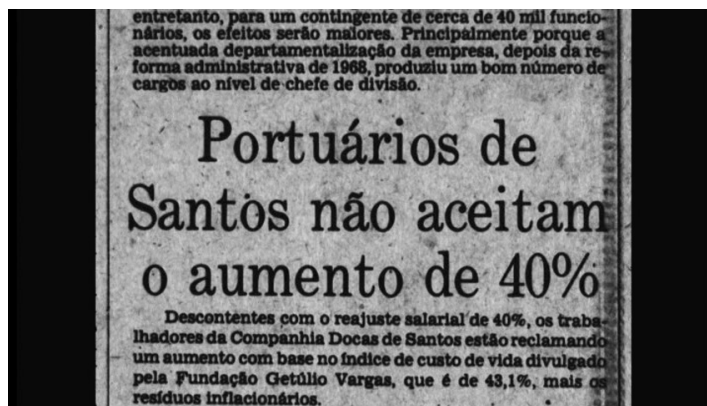 entretanto, para um contingente de cerca de 40 mil funcio-
nários, os efeitos serão maiores. Principalmente porque a
acentuada departamentalização da empresa, depois da re-
forma administrativa de 1968, produziu um bom número de
cargos ao nível de chefe de divisão.
Portuários de
Santos não aceitam
o aumento de 40%
Descontentes com o reajuste salarial de 40%, os traba-
lhadores da Companhia Docas de Santos estão reclamando
um aumento com base no índice de custo de vida divulgado
pela Fundação Getúlio Vargas, que é de 43,1%, mais os
resíduos inflacionários.